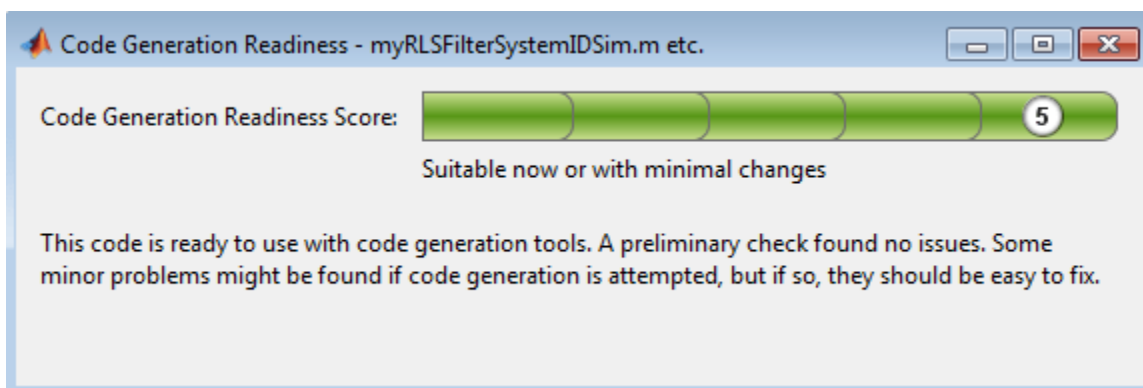 Code Generation Readiness - myRLSFilterSystemIDSim.m etc.
Code Generation Readiness Score:
5
Suitable now or with minimal changes
This code is ready to use with code generation tools. A preliminary check found no issues. Some
minor problems might be found if code generation is attempted, but if so, they should be easy to fix.